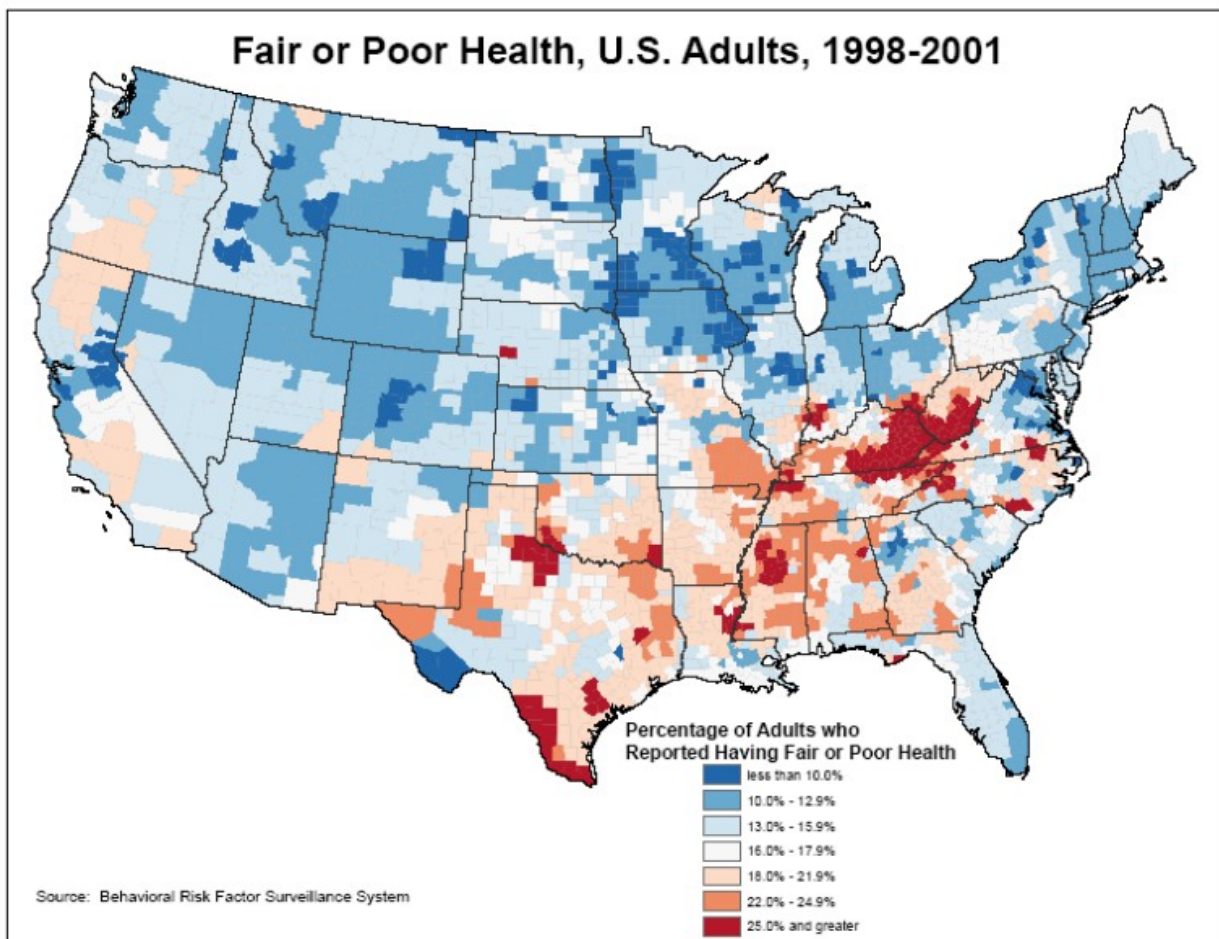 Fair or Poor Health, U.S. Adults, 1998-2001
Percentage of Adults who
Reported Having Fair or Poor Health
less than 10.0%
10.0% - 12.9%
13.0% - 15.9%
16.0% - 17.9%
18.0% - 21.9%
22.0% - 24.9%
25.0% and greater
Source: Behavioral Risk Factor Surveillance System